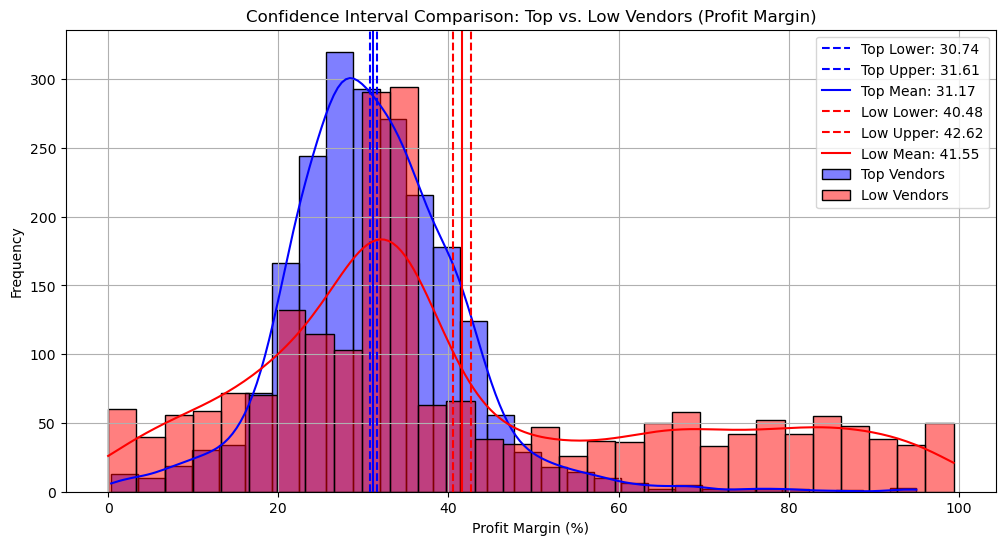 Confidence Interval Comparison: Top vs. Low Vendors (Profit Margin)
Top Lower: 30.74
Top Upper: 31.61
Top Mean: 31.17
Low Lower: 40.48
Low Upper: 42.62
Low Mean: 41.55
Top Vendors
Low Vendors
Frequency
300
250
200
150
100
50
0
0 20 40 60 80 100
Profit Margin (%)